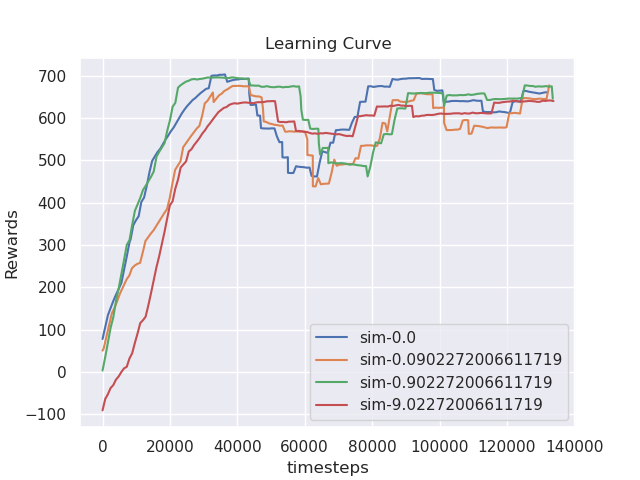 Learning Curve
Rewards
700
600
500
400
300
200
100
0
−100
0
20000
40000
60000
80000
100000
120000
140000
timesteps
sim-0.0
sim-0.0902272006611719
sim-0.902272006611719
sim-9.02272006611719